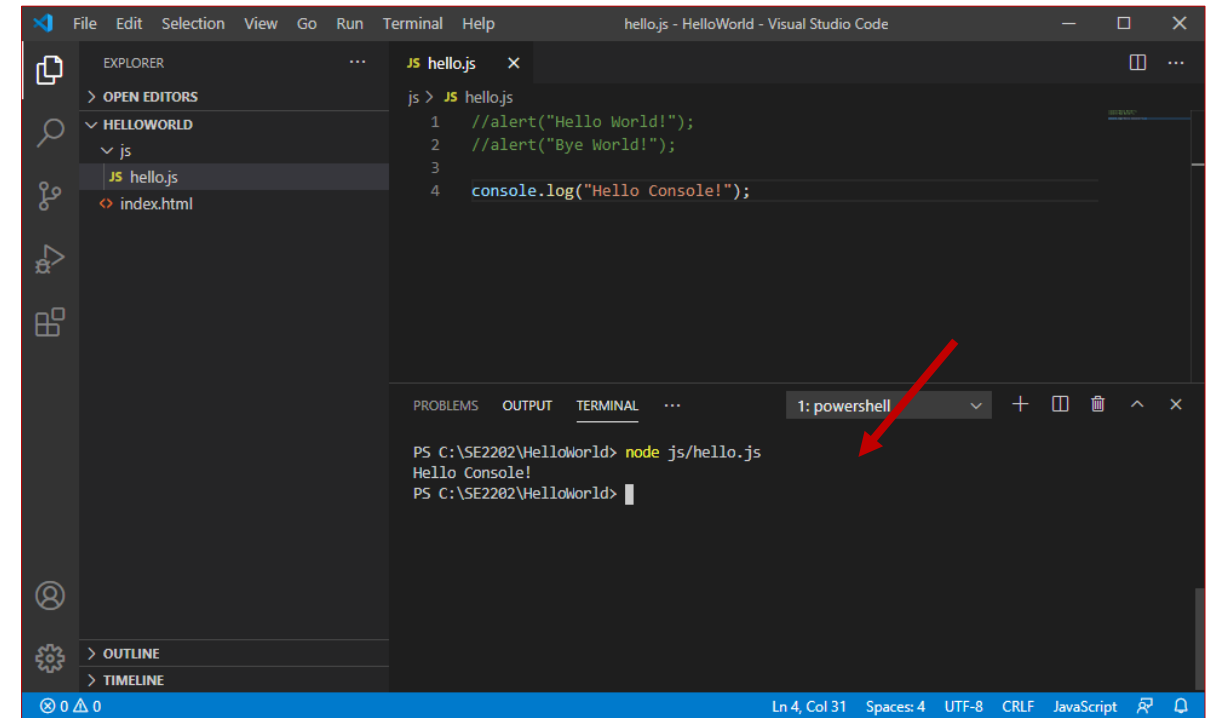 File Edit Selection View Go Run Terminal Help hello.js - HelloWorld - Visual Studio Code
EXPLORER
OPEN EDITORS
HELLOWORLD
js
JS hello.js
index.html
OUTLINE
TIMELINE
JS hello.js
js > JS hello.js
1 //alert("Hello World!");
2 //alert("Bye World!");
3
4 console.log("Hello Console!");
PROBLEMS OUTPUT TERMINAL ··· 1: powershell
PS C:\SE2202\HelloWorld> node js/hello.js
Hello Console!
PS C:\SE2202\HelloWorld>
0 0 Ln 4, Col 31 Spaces: 4 UTF-8 CRLF JavaScript